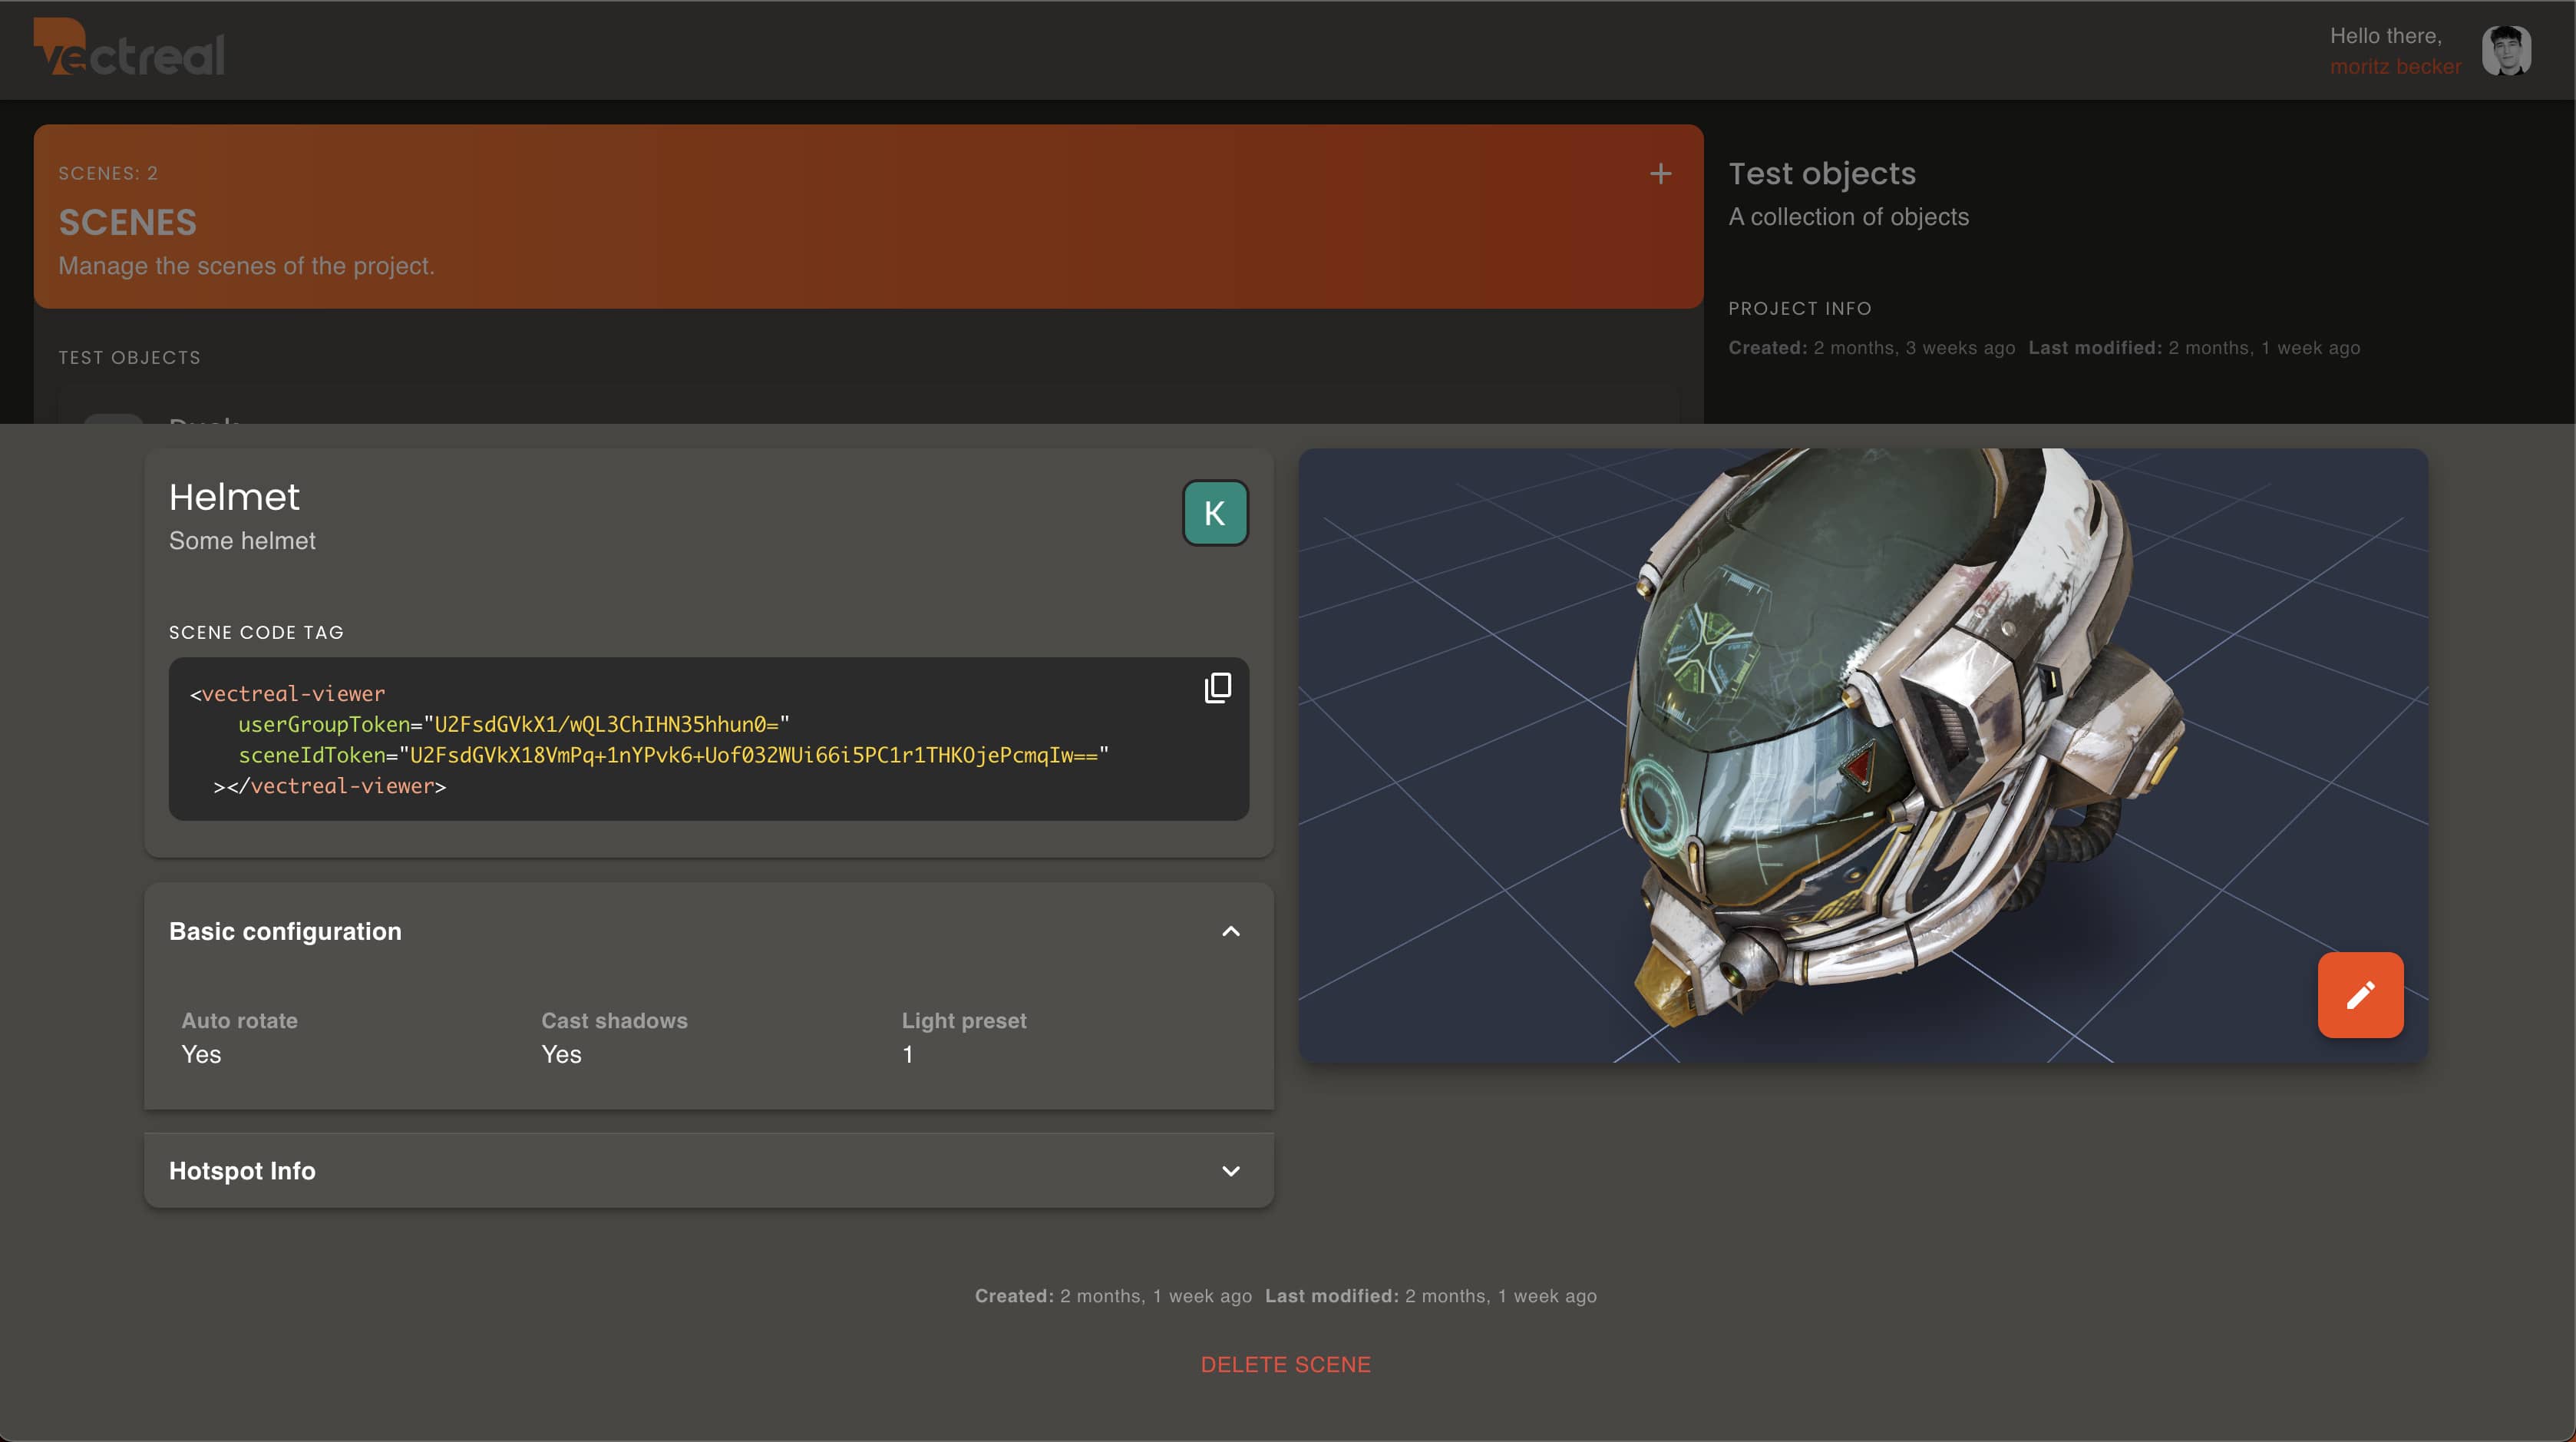 vectreal
Hello there,
moritz becker
SCENES: 2
SCENES
Manage the scenes of the project.
TEST OBJECTS
Duck
Test objects
A collection of objects
PROJECT INFO
Created: 2 months, 3 weeks ago Last modified: 2 months, 1 week ago
Helmet
Some helmet
K
SCENE CODE TAG
<vectreal-viewer
userGroupToken="U2FsdGVkX1/wQL3ChIHN35hhun0="
sceneIdToken="U2FsdGVkX18VmPq+1nYPvk6+Uof032WUi66i5PC1r1THKOjePcmqIw=="
></vectreal-viewer>
Basic configuration
Auto rotate
Yes
Cast shadows
Yes
Light preset
1
Hotspot Info
Created: 2 months, 1 week ago Last modified: 2 months, 1 week ago
DELETE SCENE